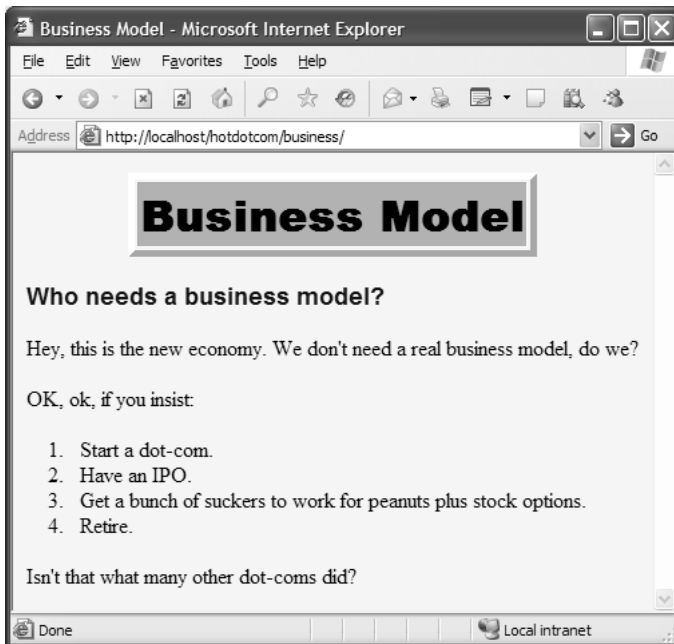 Business Model - Microsoft Internet Explorer
File Edit View Favorites Tools Help
Address http://localhost/hotdotcom/business/ Go
Business Model
Who needs a business model?
Hey, this is the new economy. We don't need a real business model, do we?
OK, ok, if you insist:
1. Start a dot-com.
2. Have an IPO.
3. Get a bunch of suckers to work for peanuts plus stock options.
4. Retire.
Isn't that what many other dot-coms did?
Done Local intranet